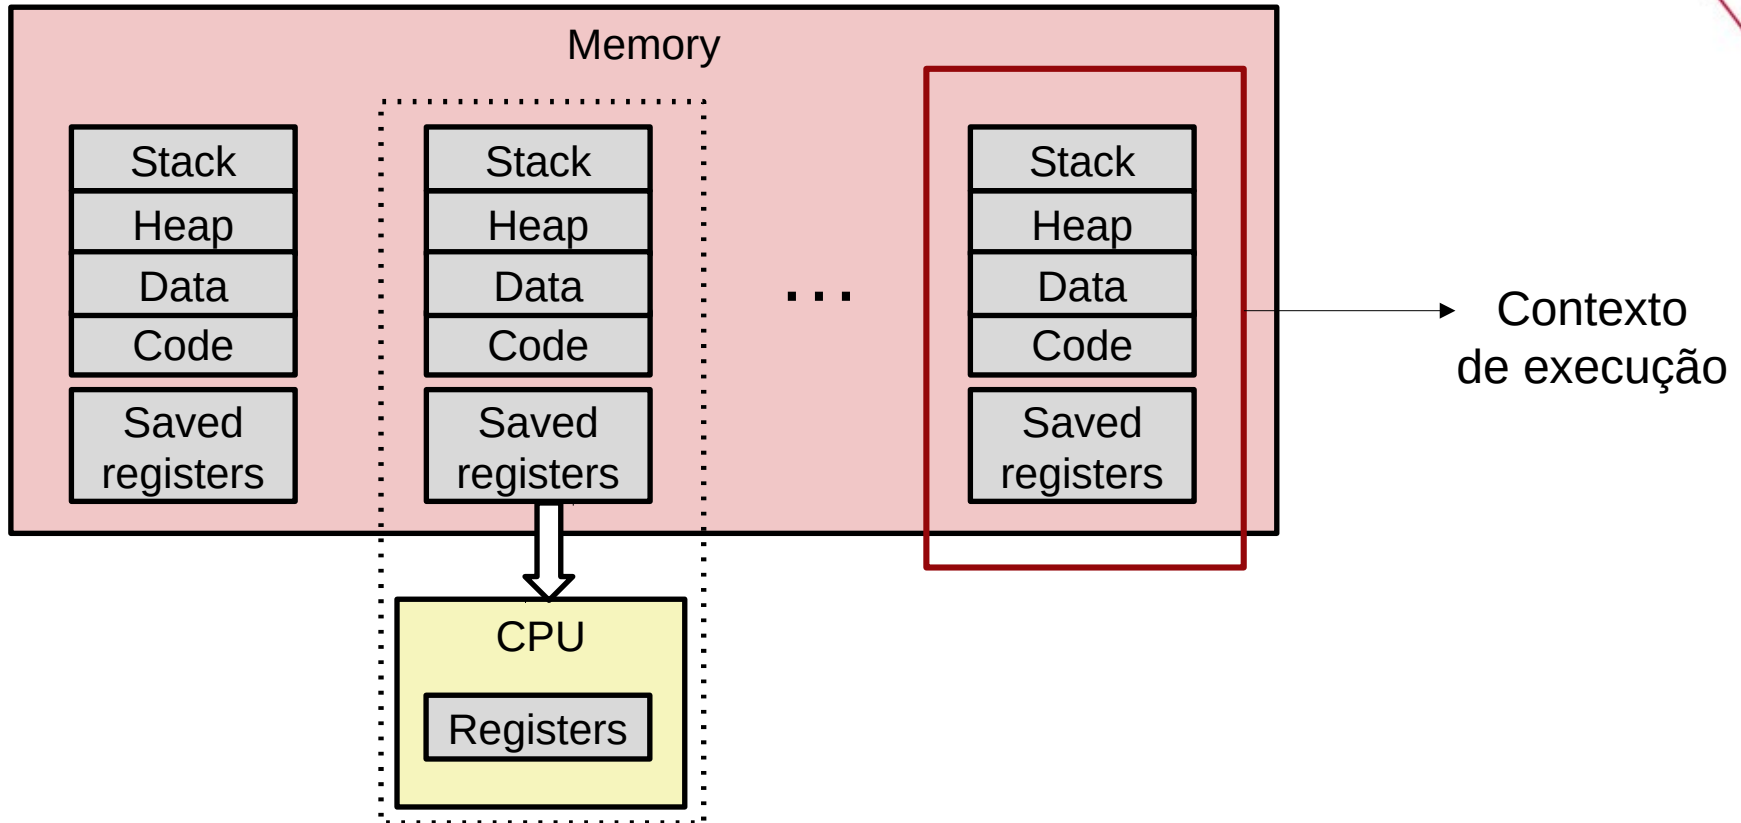 Memory
Stack
Heap
Data
Code
Saved
registers
Stack
Heap
Data
Code
Saved
registers
CPU
Registers
...
Stack
Heap
Data
Code
Saved
registers
Contexto
de execução